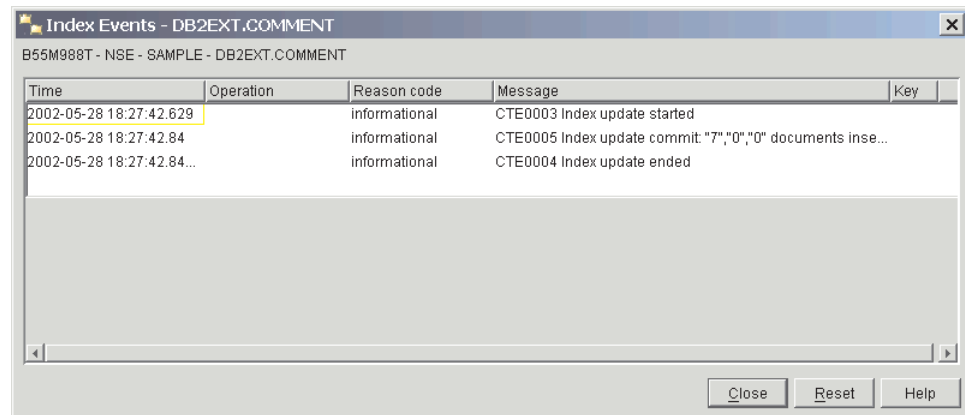 Index Events - DB2EXT.COMMENT
B55M988T - NSE - SAMPLE - DB2EXT.COMMENT
Time Operation Reason code Message Key
2002-05-28 18:27:42.629 informational CTE0003 Index update started
2002-05-28 18:27:42.84 informational CTE0005 Index update commit: "7","0","0" documents inse...
2002-05-28 18:27:42.84... informational CTE0004 Index update ended
Close Reset Help